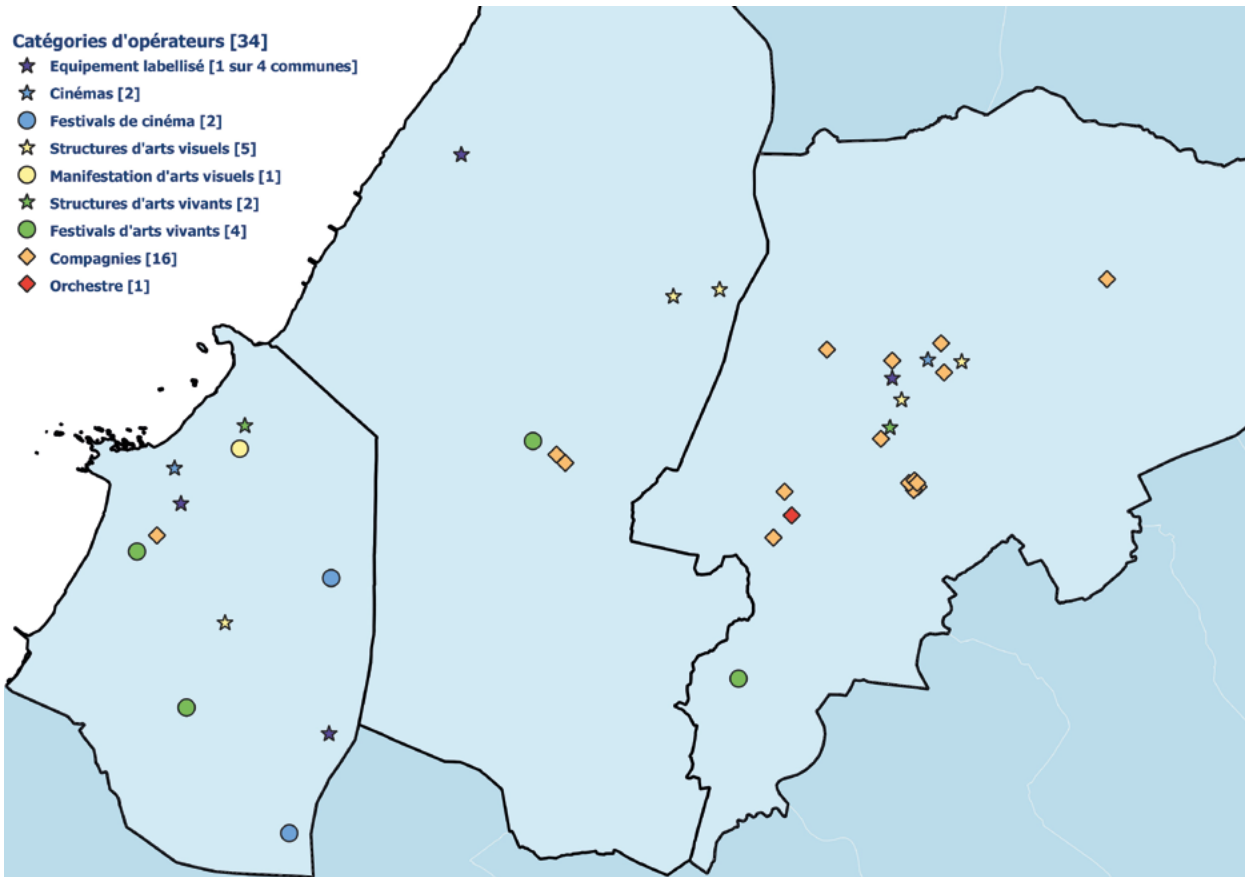 Catégories d'opérateurs [34]
Equipement labellisé [1 sur 4 communes]
Cinémas [2]
Festivals de cinéma [2]
Structures d'arts visuels [5]
Manifestation d'arts visuels [1]
Structures d'arts vivants [2]
Festivals d'arts vivants [4]
Compagnies [16]
Orchestre [1]